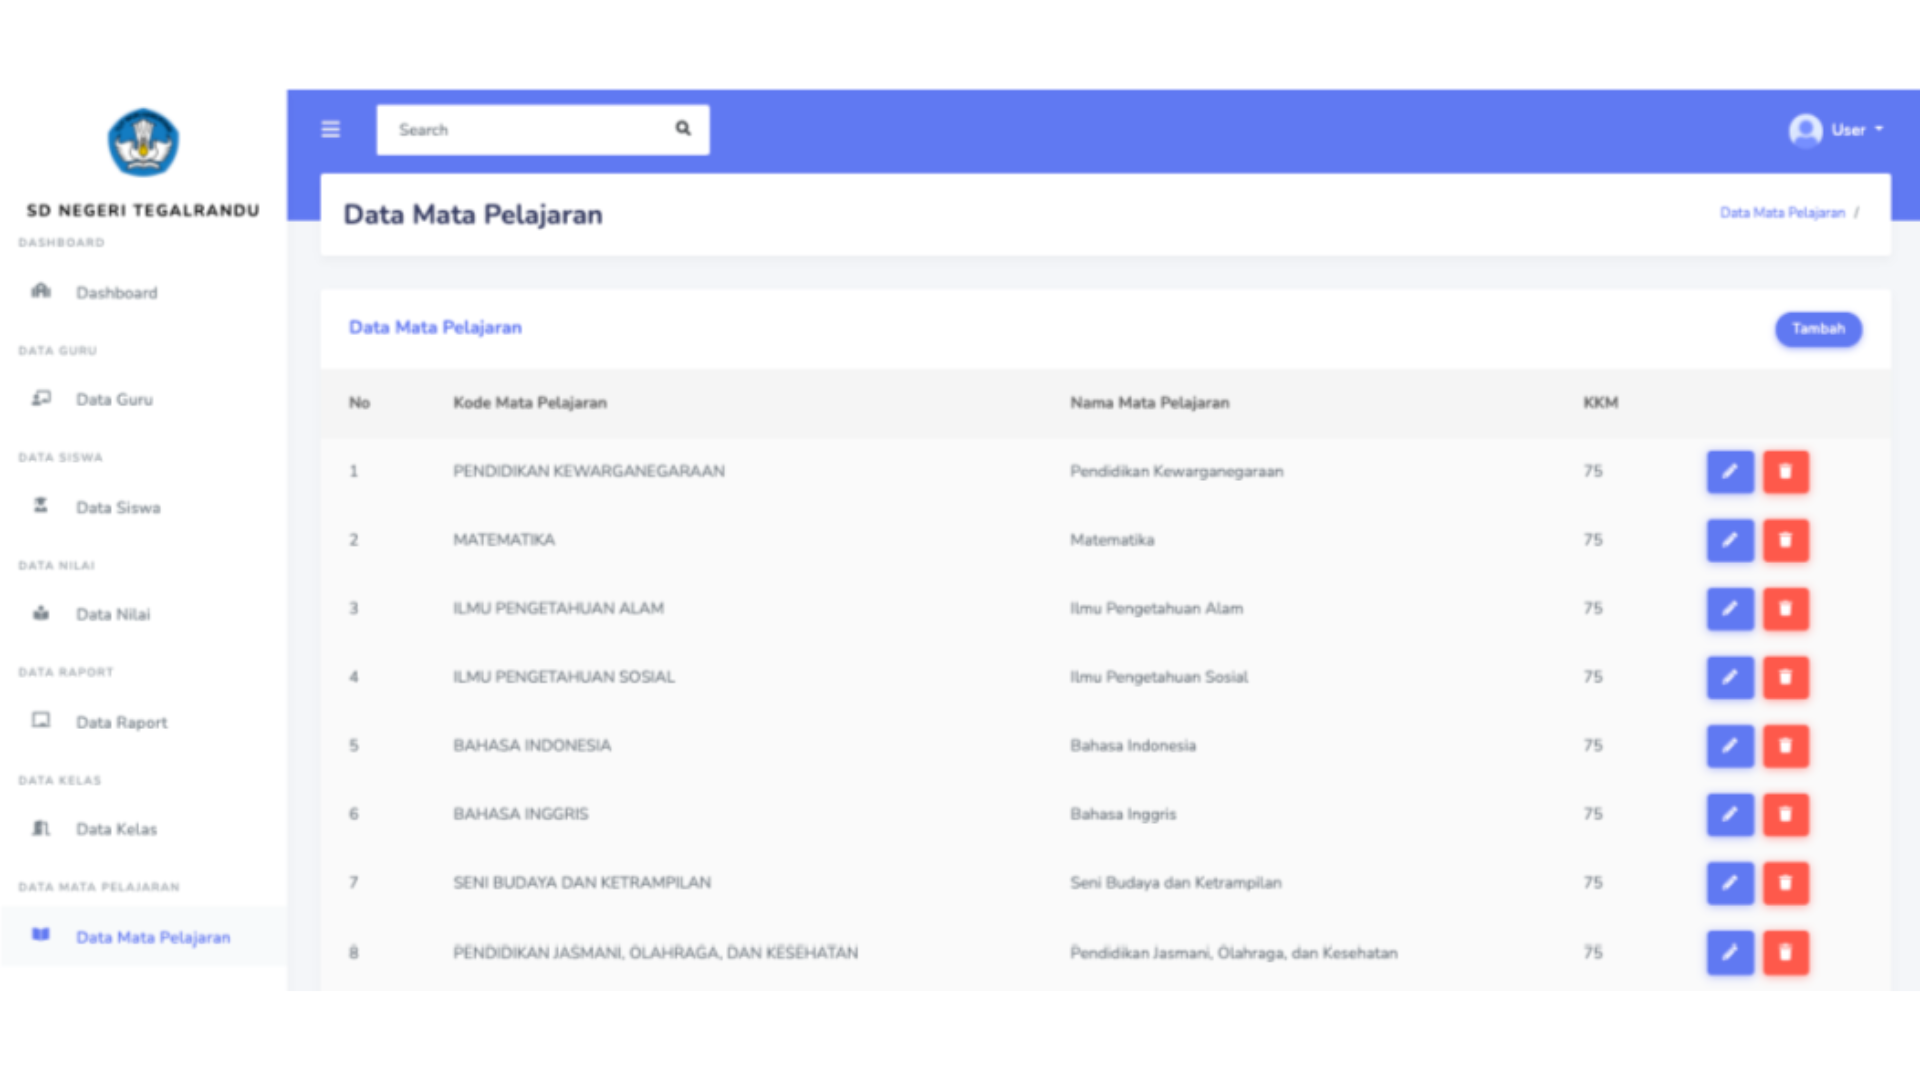 SD NEGERI TEGALRANDU
DASHBOARD
Dashboard
DATA GURU
Data Guru
DATA SISWA
Data Siswa
DATA NILAI
Data Nilai
DATA RAPORT
Data Raport
DATA KELAS
Data Kelas
DATA MATA PELAJARAN
Data Mata Pelajaran
Search
User
Data Mata Pelajaran
Data Mata Pelajaran /
Data Mata Pelajaran
Tambah
No Kode Mata Pelajaran Nama Mata Pelajaran KKM
1 PENDIDIKAN KEWARGANEGARAAN Pendidikan Kewarganegaraan 75
2 MATEMATIKA Matematika 75
3 ILMU PENGETAHUAN ALAM Ilmu Pengetahuan Alam 75
4 ILMU PENGETAHUAN SOSIAL Ilmu Pengetahuan Sosial 75
5 BAHASA INDONESIA Bahasa Indonesia 75
6 BAHASA INGGRIS Bahasa Inggris 75
7 SENI BUDAYA DAN KETRAMPILAN Seni Budaya dan Ketrampilan 75
8 PENDIDIKAN JASMANI, OLAHRAGA, DAN KESEHATAN Pendidikan Jasmani, Olahraga, dan Kesehatan 75